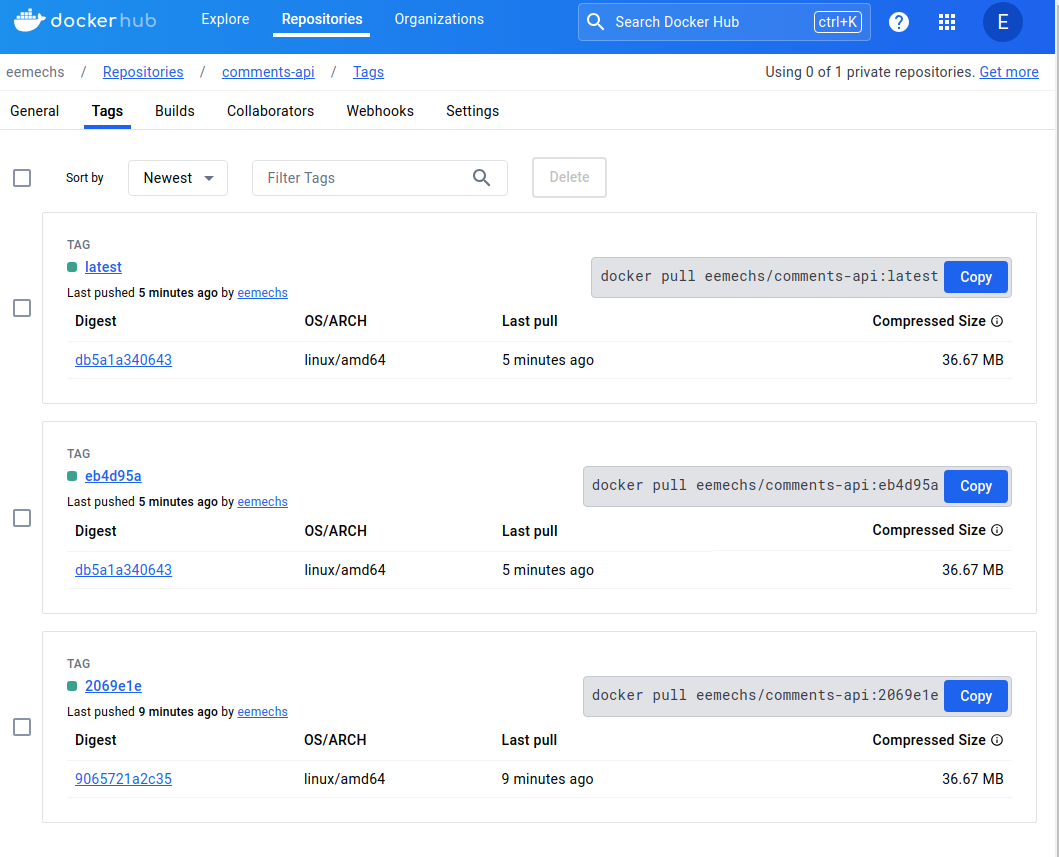 dockerhub Explore Repositories Organizations Search Docker Hub ctrl+K ? E
eemechs / Repositories / comments-api / Tags Using 0 of 1 private repositories. Get more
General Tags Builds Collaborators Webhooks Settings
Sort by Newest Filter Tags Delete
TAG
latest
docker pull eemechs/comments-api:latest Copy
Last pushed 5 minutes ago by eemechs
Digest OS/ARCH Last pull Compressed Size
db5a1a340643 linux/amd64 5 minutes ago 36.67 MB
TAG
eb4d95a
docker pull eemechs/comments-api:eb4d95a Copy
Last pushed 5 minutes ago by eemechs
Digest OS/ARCH Last pull Compressed Size
db5a1a340643 linux/amd64 5 minutes ago 36.67 MB
TAG
2069e1e
docker pull eemechs/comments-api:2069e1e Copy
Last pushed 9 minutes ago by eemechs
Digest OS/ARCH Last pull Compressed Size
9065721a2c35 linux/amd64 9 minutes ago 36.67 MB